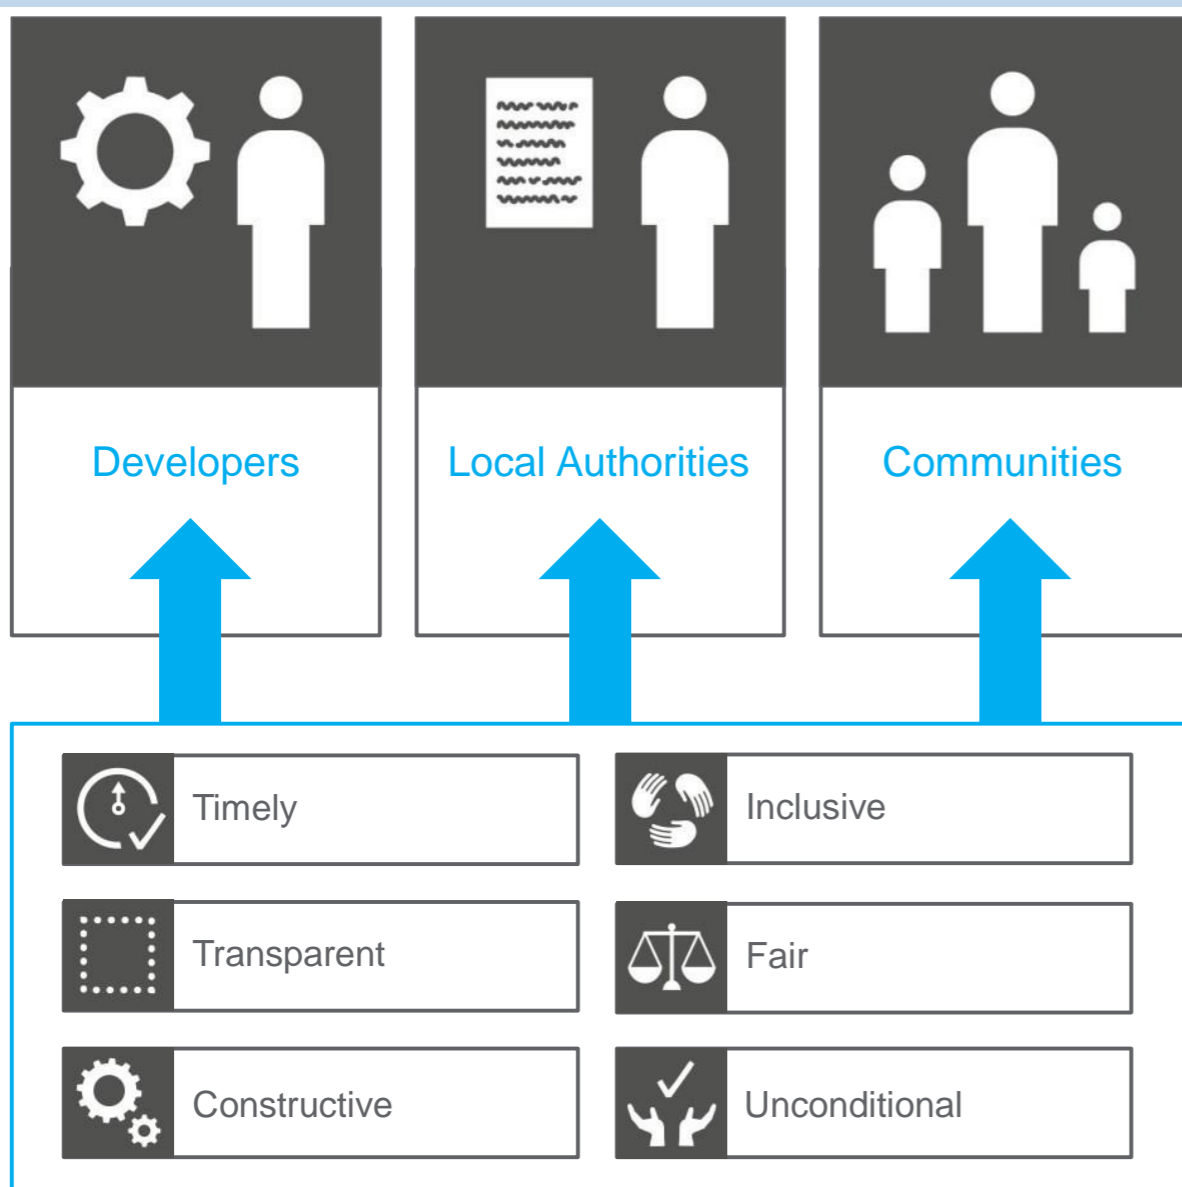 Developers
Local Authorities
Communities
Timely
Inclusive
Transparent
Fair
Constructive
Unconditional